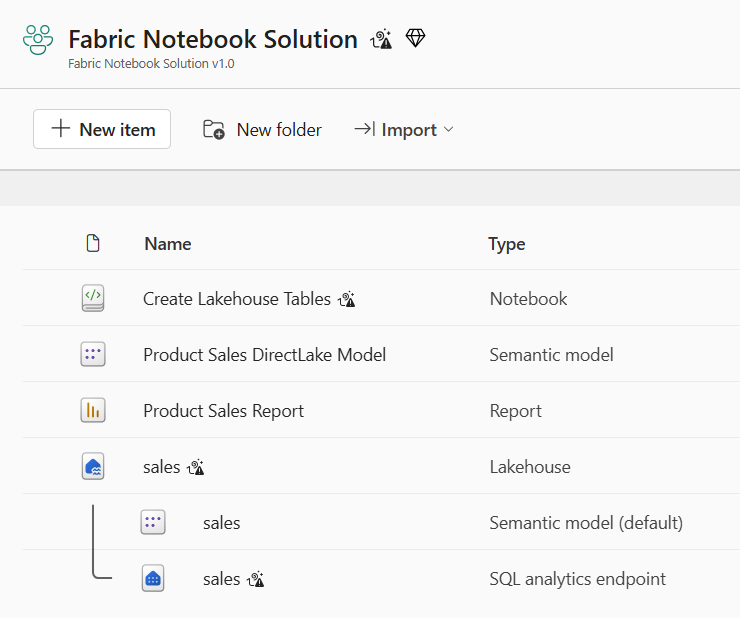 Fabric Notebook Solution
Fabric Notebook Solution v1.0
New item New folder Import
Name Type
Create Lakehouse Tables Notebook
Product Sales DirectLake Model Semantic model
Product Sales Report Report
sales Lakehouse
sales Semantic model (default)
sales SQL analytics endpoint